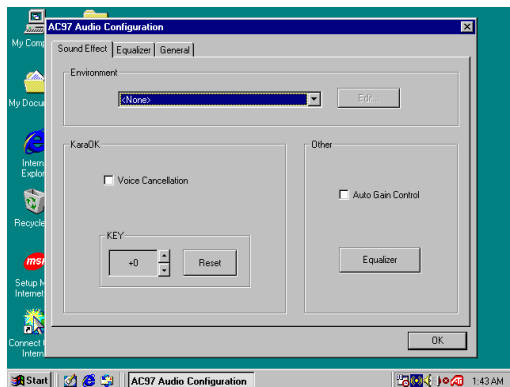 AC97 Audio Configuration
My Comp
Sound Effect Equalizer General
Environment
<None>
Edit...
My Docu
KaraOK
Other
Intern
Explor
Voice Cancellation
Auto Gain Control
Recycle
KEY
+0
Reset
Equalizer
msn
Setup M
Internet
OK
Connect
Intern
Start
AC97 Audio Configuration
1:43 AM